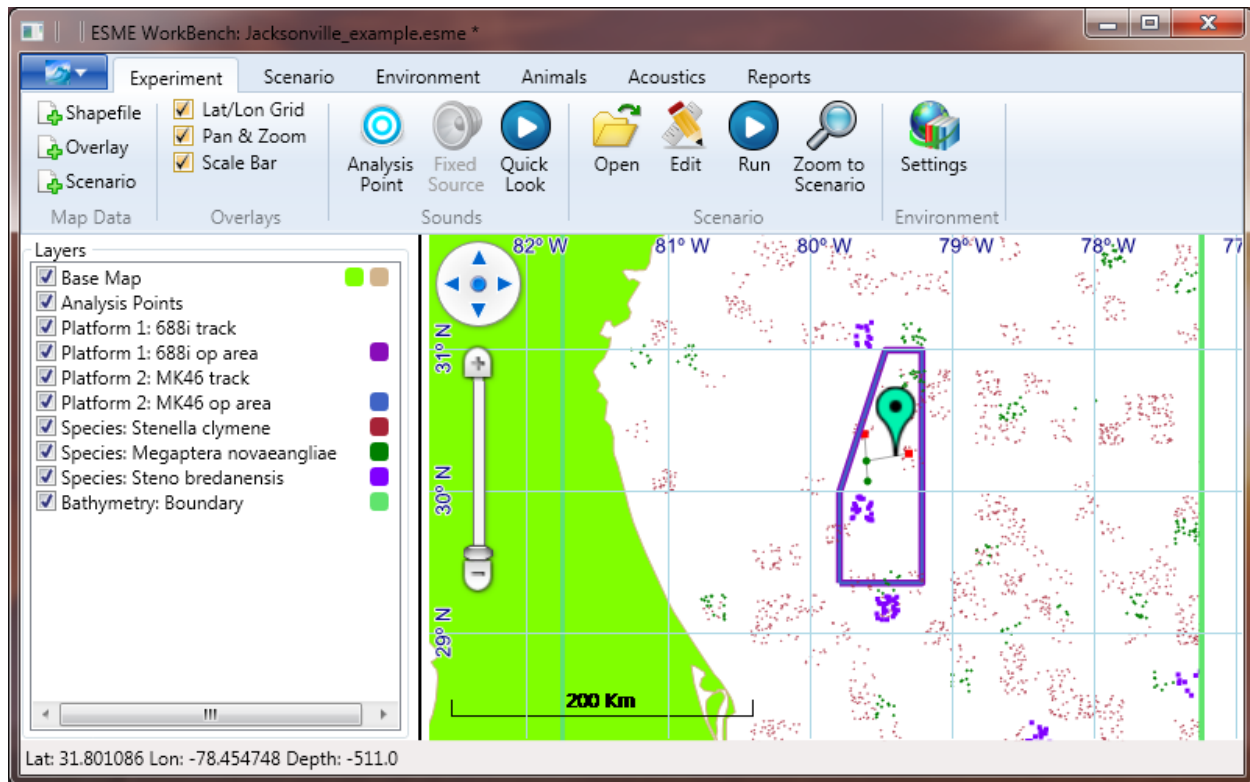 ESME WorkBench: Jacksonville_example.esme *
Experiment Scenario Environment Animals Acoustics Reports
Shapefile
Overlay
Scenario
Map Data
Lat/Lon Grid
Pan & Zoom
Scale Bar
Overlays
Analysis Point
Fixed Source
Quick Look
Sounds
Open
Edit
Run
Zoom to Scenario
Scenario
Settings
Environment
Layers
Base Map
Analysis Points
Platform 1: 688i track
Platform 1: 688i op area
Platform 2: MK46 track
Platform 2: MK46 op area
Species: Stenella clymene
Species: Megaptera novaeangliae
Species: Steno bredanensis
Bathymetry: Boundary
82° W 81° W 80° W 79° W 78° W 77
31° N
30° N
29° N
200 Km
Lat: 31.801086 Lon: -78.454748 Depth: -511.0